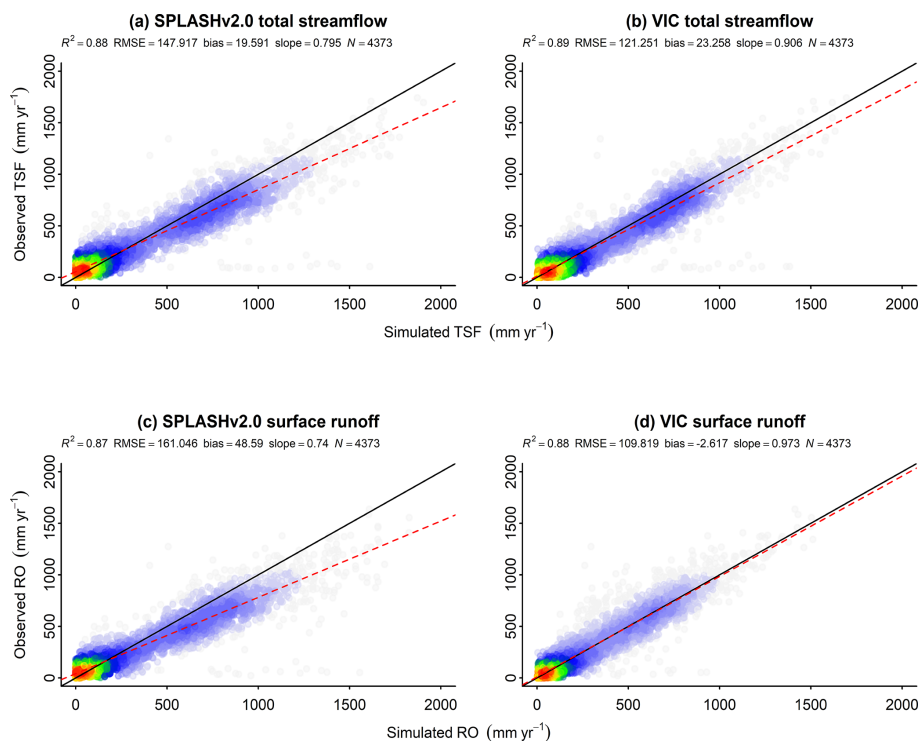 (a) SPLASHv2.0 total streamflow
R² = 0.88 RMSE = 147.917 bias = 19.591 slope = 0.795 N = 4373
Observed TSF (mm yr⁻¹)
0 500 1000 1500 2000
0 500 1000 1500 2000
(b) VIC total streamflow
R² = 0.89 RMSE = 121.251 bias = 23.258 slope = 0.906 N = 4373
0 500 1000 1500 2000
0 500 1000 1500 2000
Simulated TSF (mm yr⁻¹)
(c) SPLASHv2.0 surface runoff
R² = 0.87 RMSE = 161.046 bias = 48.59 slope = 0.74 N = 4373
Observed RO (mm yr⁻¹)
0 500 1000 1500 2000
0 500 1000 1500 2000
(d) VIC surface runoff
R² = 0.88 RMSE = 109.819 bias = -2.617 slope = 0.973 N = 4373
0 500 1000 1500 2000
0 500 1000 1500 2000
Simulated RO (mm yr⁻¹)